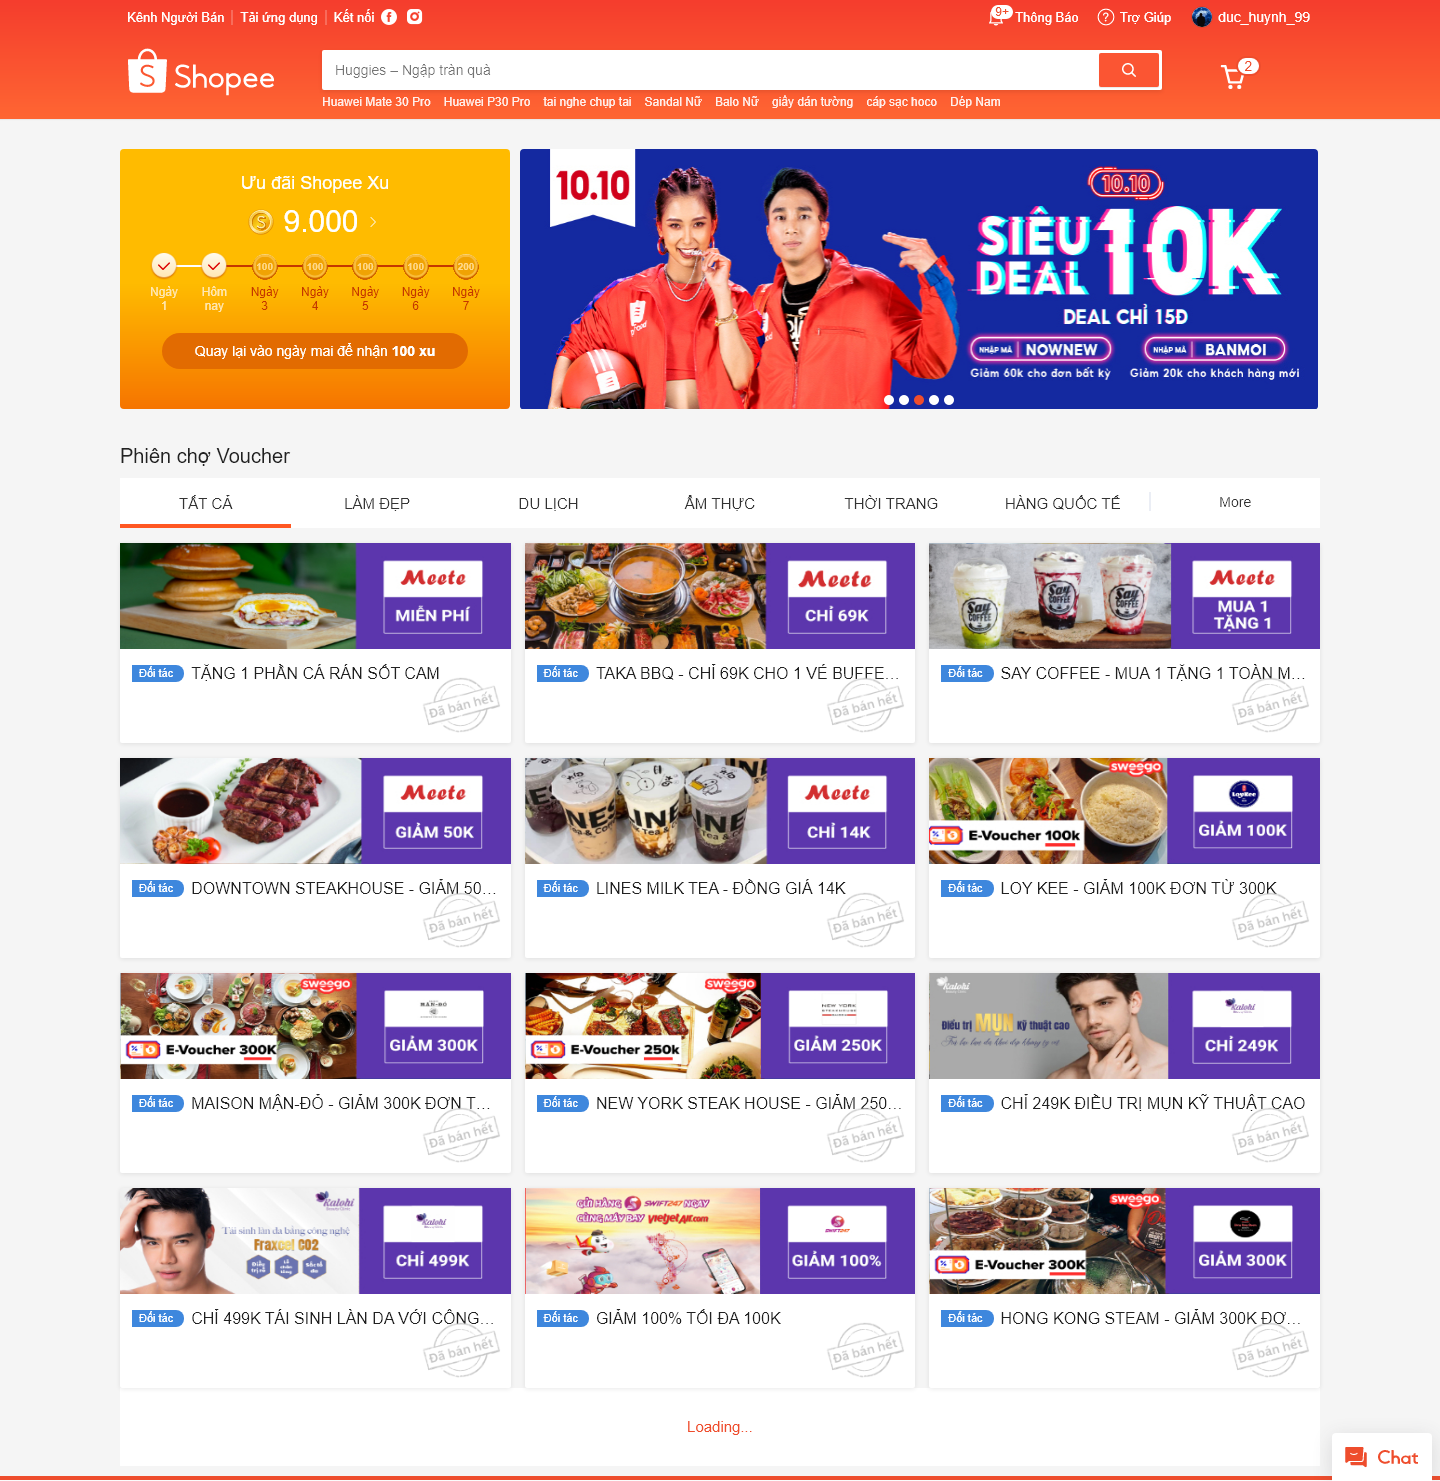 Kênh Người Bán
Tải ứng dụng
Kết nối
9+
Thông Báo
Trợ Giúp
duc_huynh_99
Shopee
Huggies – Ngập tràn quà
2
Huawei Mate 30 Pro
Huawei P30 Pro
tai nghe chụp tai
Sandal Nữ
Balo Nữ
giấy dán tường
cáp sạc hoco
Dép Nam
Ưu đãi Shopee Xu
9.000
100
100
100
100
200
Ngày 1
Hôm nay
Ngày 3
Ngày 4
Ngày 5
Ngày 6
Ngày 7
Quay lại vào ngày mai để nhận 100 xu
10.10
10.10
SIÊU 10K
DEAL
DEAL CHỈ 15Đ
NHẬP MÃ NOWNEW
NHẬP MÃ BANMOI
Giảm 60k cho đơn bất kỳ
Giảm 20k cho khách hàng mới
Phiên chợ Voucher
TẤT CẢ
LÀM ĐẸP
DU LỊCH
ẨM THỰC
THỜI TRANG
HÀNG QUỐC TẾ
More
Meete
MIỄN PHÍ
Meete
CHỈ 69K
SAY COFFEE
SAY COFFEE
SAY COFFEE
Meete
MUA 1
TẶNG 1
Đối tác TẶNG 1 PHẦN CÁ RÁN SỐT CAM
Đã bán hết
Đối tác TAKA BBQ - CHỈ 69K CHO 1 VÉ BUFFE...
Đã bán hết
Đối tác SAY COFFEE - MUA 1 TẶNG 1 TOÀN M...
Đã bán hết
Meete
GIẢM 50K
Meete
CHỈ 14K
sweego
E-Voucher 100k
LoyKee
GIẢM 100K
Đối tác DOWNTOWN STEAKHOUSE - GIẢM 50...
Đã bán hết
Đối tác LINES MILK TEA - ĐỒNG GIÁ 14K
Đã bán hết
Đối tác LOY KEE - GIẢM 100K ĐƠN TỪ 300K
Đã bán hết
sweego
E-Voucher 300K
MẬN-ĐỎ
GIẢM 300K
sweego
E-Voucher 250k
NEW YORK
STEAKHOUSE
GIẢM 250K
Kalohi
Điều trị MỤN Kỹ thuật cao
Kalohi
CHỈ 249K
Đối tác MAISON MẬN-ĐỎ - GIẢM 300K ĐƠN T...
Đã bán hết
Đối tác NEW YORK STEAK HOUSE - GIẢM 250...
Đã bán hết
Đối tác CHỈ 249K ĐIỀU TRỊ MỤN KỸ THUẬT CAO
Đã bán hết
Kalohi
Tái sinh làn da bằng công nghệ
Fraxcel CO2
Kalohi
CHỈ 499K
GỬI HÀNG SWIFT247 NGAY
CÙNG MÁY BAY vietjetAir.com
SWIFT247
GIẢM 100%
sweego
E-Voucher 300K
GIẢM 300K
Đối tác CHỈ 499K TÁI SINH LÀN DA VỚI CÔNG...
Đã bán hết
Đối tác GIẢM 100% TỐI ĐA 100K
Đã bán hết
Đối tác HONG KONG STEAM - GIẢM 300K ĐƠ...
Đã bán hết
Loading...
Chat